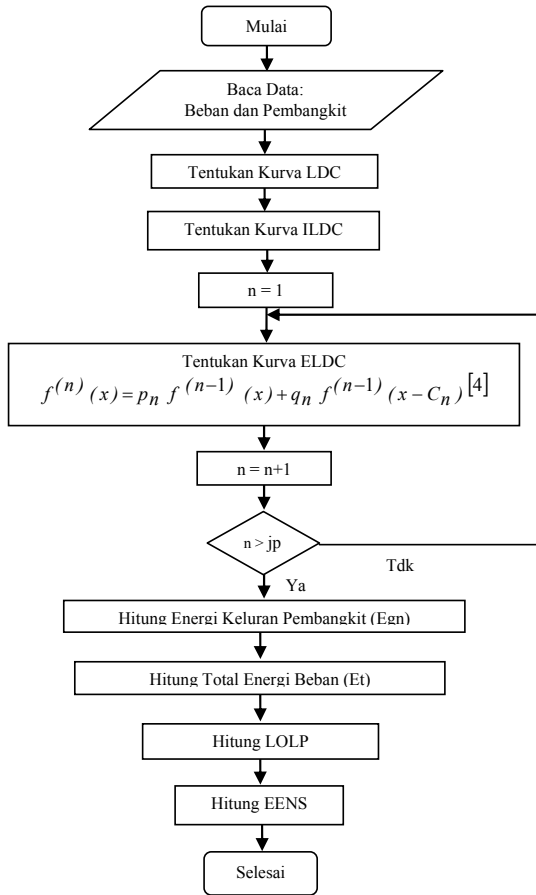 Mulai
Baca Data:
Beban dan Pembangkit
Tentukan Kurva LDC
Tentukan Kurva ILDC
n = 1
Tentukan Kurva ELDC
f^(n) (x) = p_n f^(n−1) (x) + q_n f^(n−1) (x − C_n) [4]
n = n+1
n > jp
Tdk
Ya
Hitung Energi Keluran Pembangkit (Egn)
Hitung Total Energi Beban (Et)
Hitung LOLP
Hitung EENS
Selesai